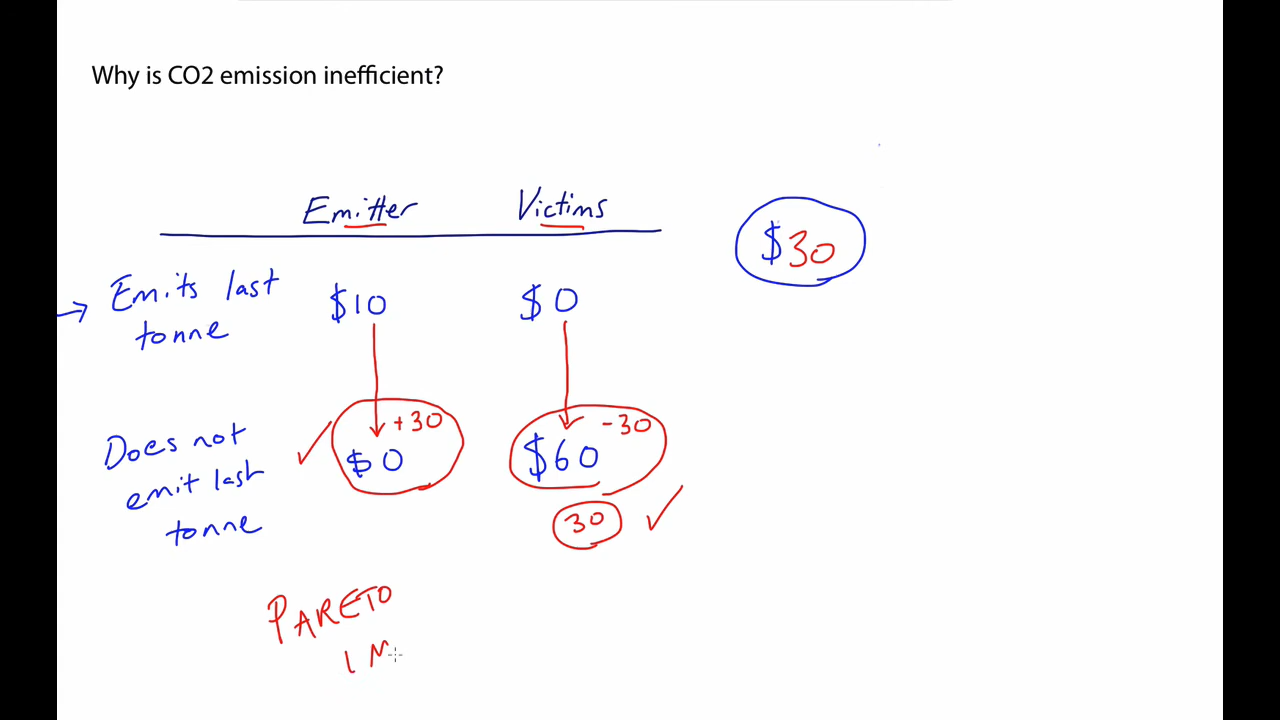 Why is CO2 emission inefficient?
Emitter Victims
$30
→ Emits last
tonne
$10 $0
Does not
emit last
tonne
+30
$0
-30
$60
30
PARETO
IN